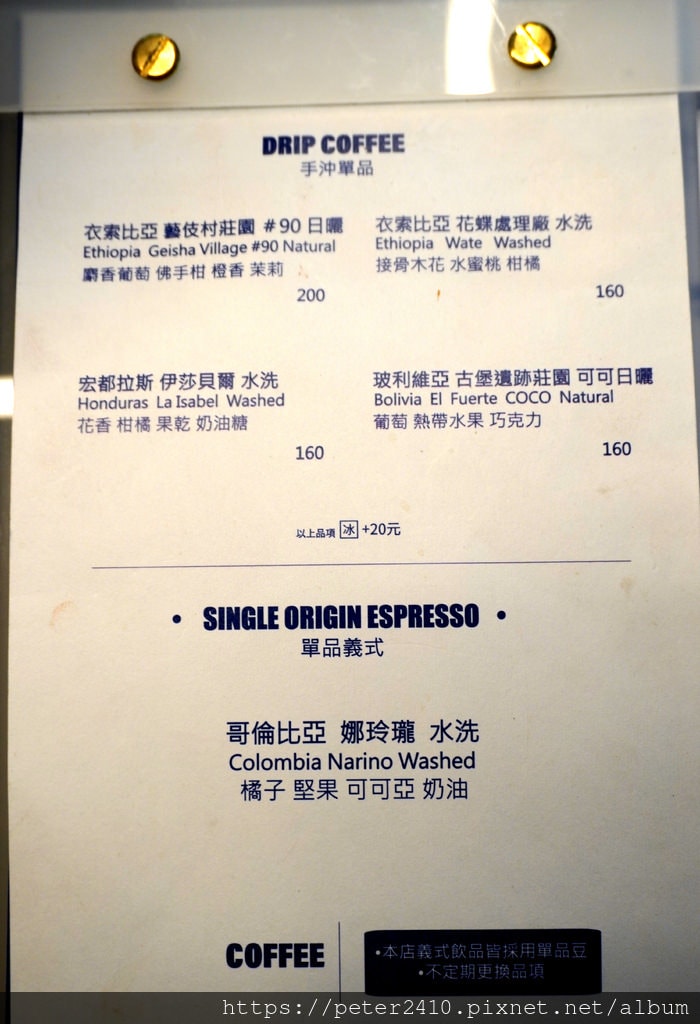 DRIP COFFEE
手沖單品
衣索比亞 藝伎村莊園 #90 日曬
Ethiopia Geisha Village #90 Natural
麝香葡萄 佛手柑 橙香 茉莉
200
衣索比亞 花蝶處理廠 水洗
Ethiopia Wate Washed
接骨木花 水蜜桃 柑橘
160
宏都拉斯 伊莎貝爾 水洗
Honduras La Isabel Washed
花香 柑橘 果乾 奶油糖
160
玻利維亞 古堡遺跡莊園 可可日曬
Bolivia El Fuerte COCO Natural
葡萄 熱帶水果 巧克力
160
以上品項 冰 +20元
• SINGLE ORIGIN ESPRESSO •
單品義式
哥倫比亞 娜玲瓏 水洗
Colombia Narino Washed
橘子 堅果 可可亞 奶油
COFFEE
•本店義式飲品皆採用單品豆
•不定期更換品項
https://peter2410.pixnet.net/album